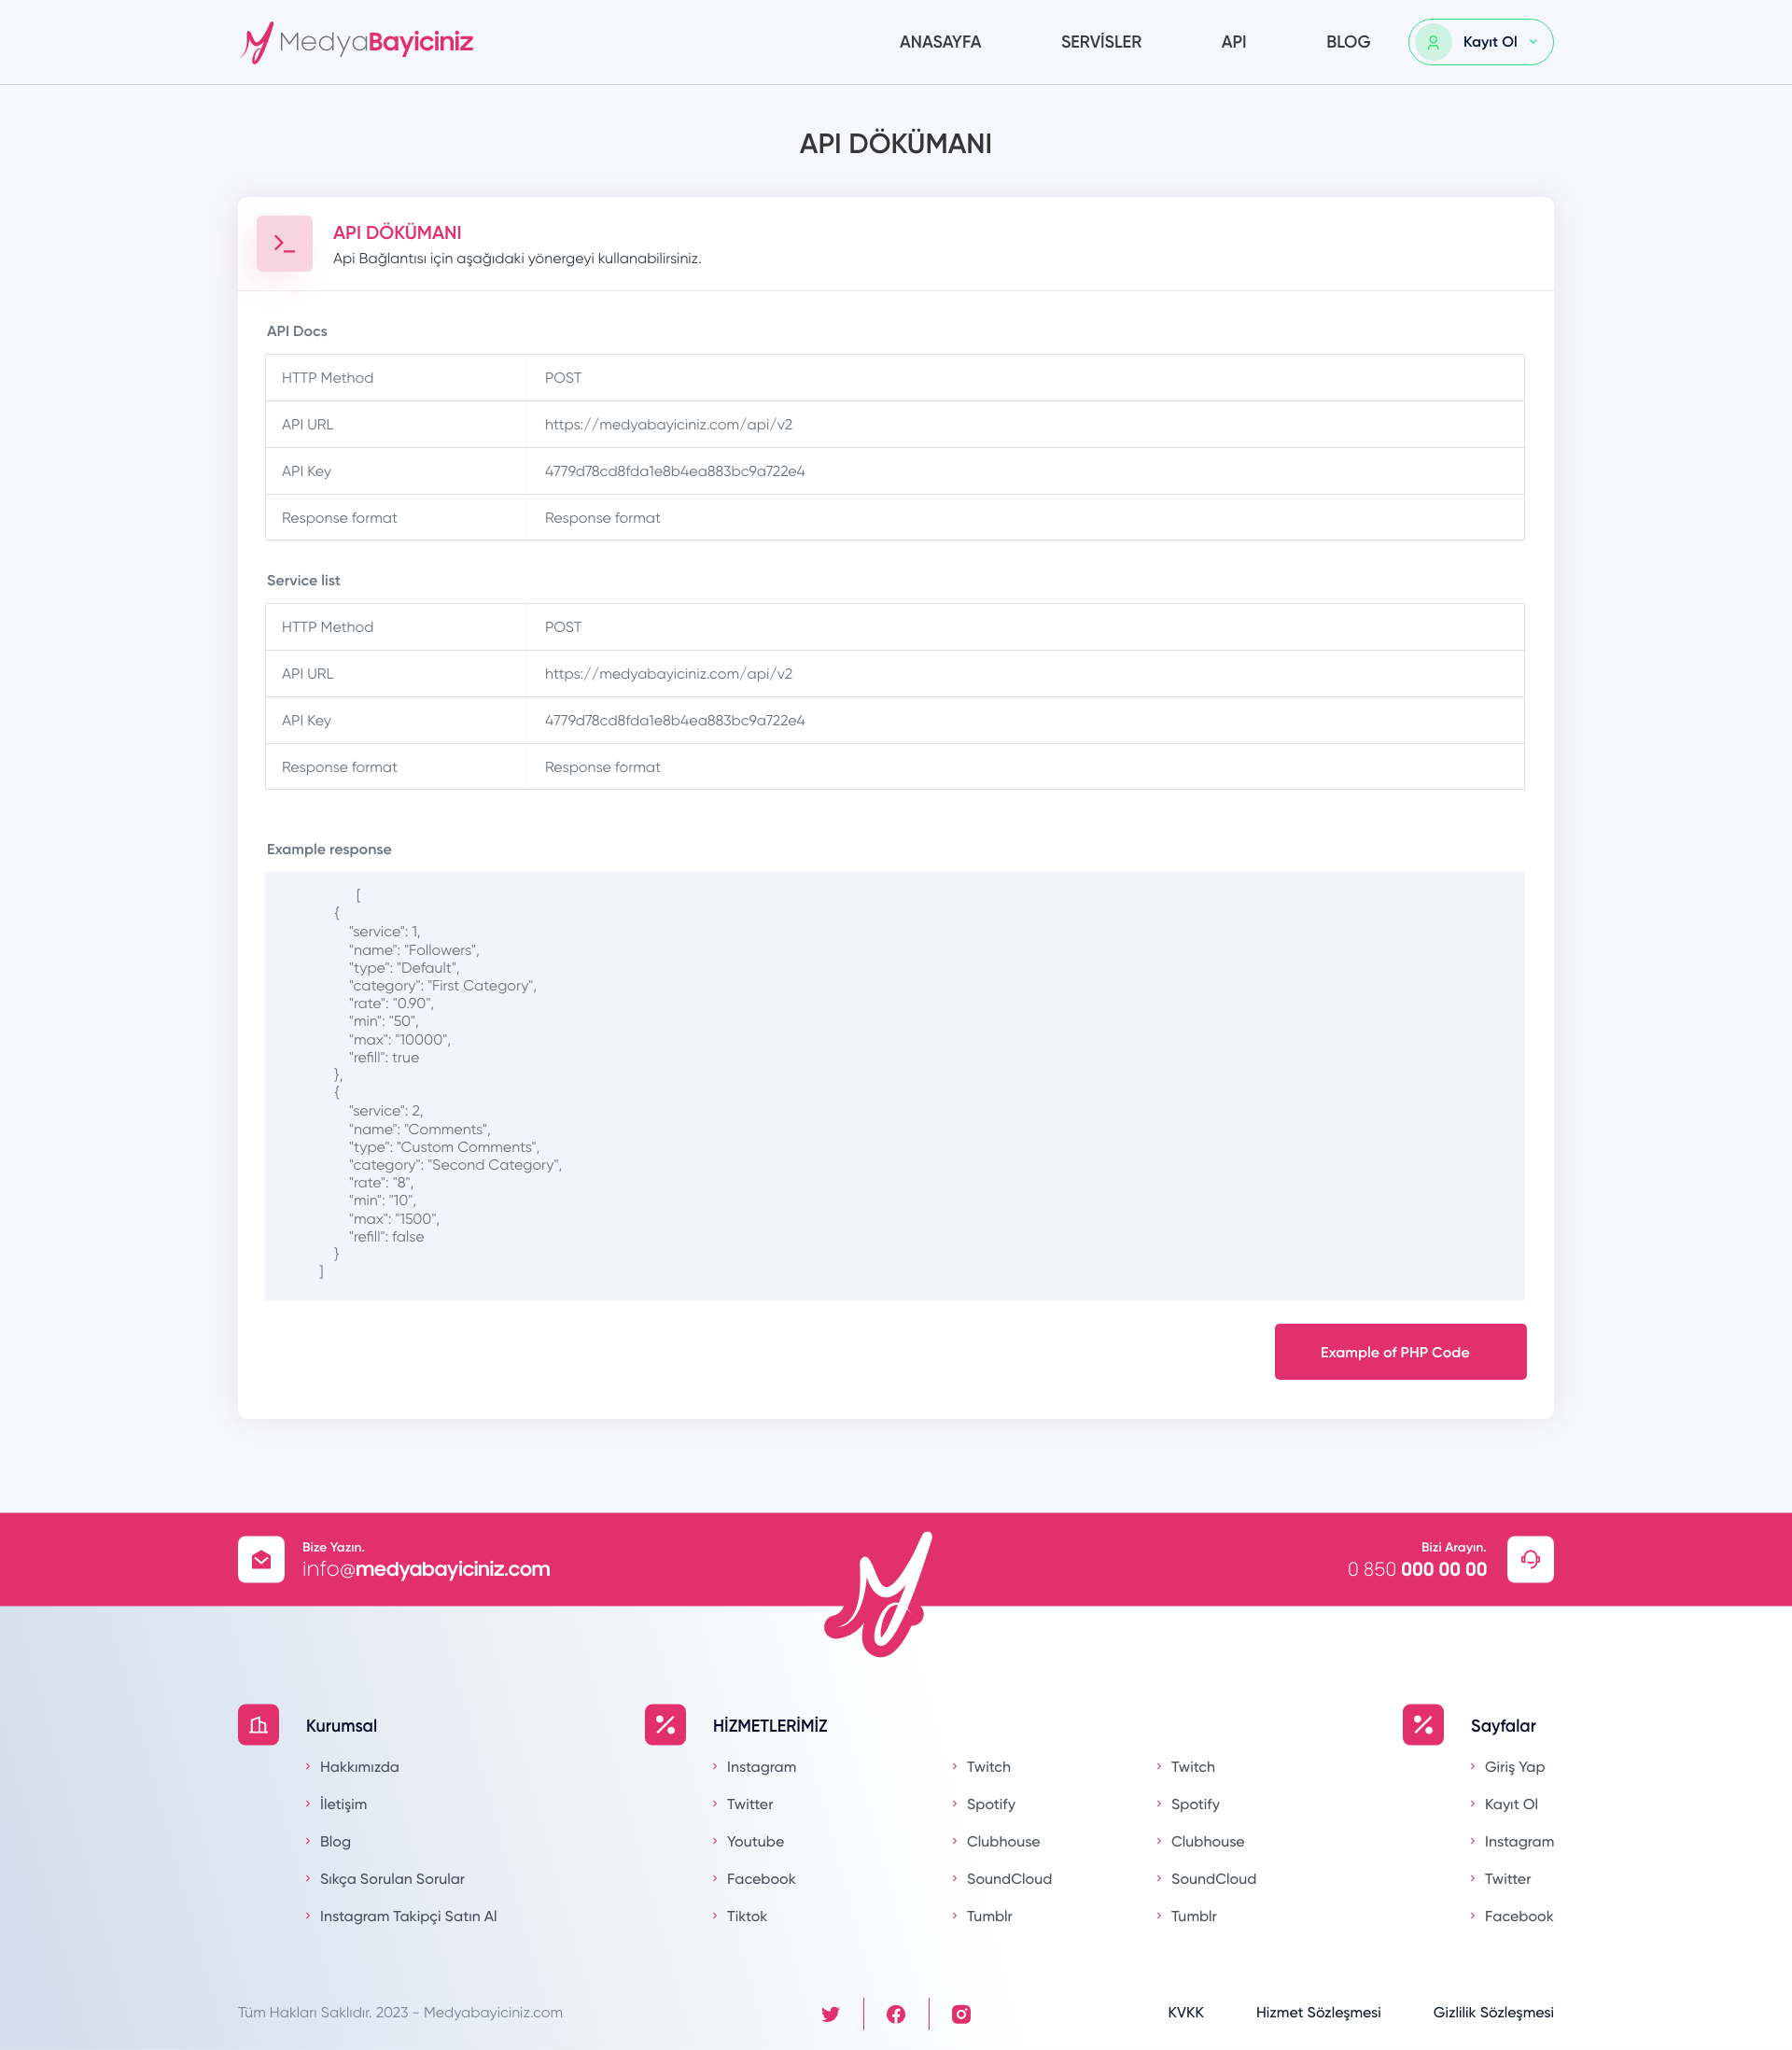 MedyaBayiciniz
ANASAYFA
SERVİSLER
API
BLOG
Kayıt Ol
API DÖKÜMANI
API DÖKÜMANI
Api Bağlantısı için aşağıdaki yönergeyi kullanabilirsiniz.
API Docs
HTTP Method POST
API URL https://medyabayiciniz.com/api/v2
API Key 4779d78cd8fda1e8b4ea883bc9a722e4
Response format Response format
Service list
HTTP Method POST
API URL https://medyabayiciniz.com/api/v2
API Key 4779d78cd8fda1e8b4ea883bc9a722e4
Response format Response format
Example response
[
{
"service": 1,
"name": "Followers",
"type": "Default",
"category": "First Category",
"rate": "0.90",
"min": "50",
"max": "10000",
"refill": true
},
{
"service": 2,
"name": "Comments",
"type": "Custom Comments",
"category": "Second Category",
"rate": "8",
"min": "10",
"max": "1500",
"refill": false
}
]
Example of PHP Code
Bize Yazın.
info@medyabayiciniz.com
Bizi Arayın.
0 850 000 00 00
Kurumsal
Hakkımızda
İletişim
Blog
Sıkça Sorulan Sorular
Instagram Takipçi Satın Al
HİZMETLERİMİZ
Instagram
Twitter
Youtube
Facebook
Tiktok
Twitch
Spotify
Clubhouse
SoundCloud
Tumblr
Twitch
Spotify
Clubhouse
SoundCloud
Tumblr
Sayfalar
Giriş Yap
Kayıt Ol
Instagram
Twitter
Facebook
Tüm Hakları Saklıdır. 2023 - Medyabayiciniz.com
KVKK
Hizmet Sözleşmesi
Gizlilik Sözleşmesi